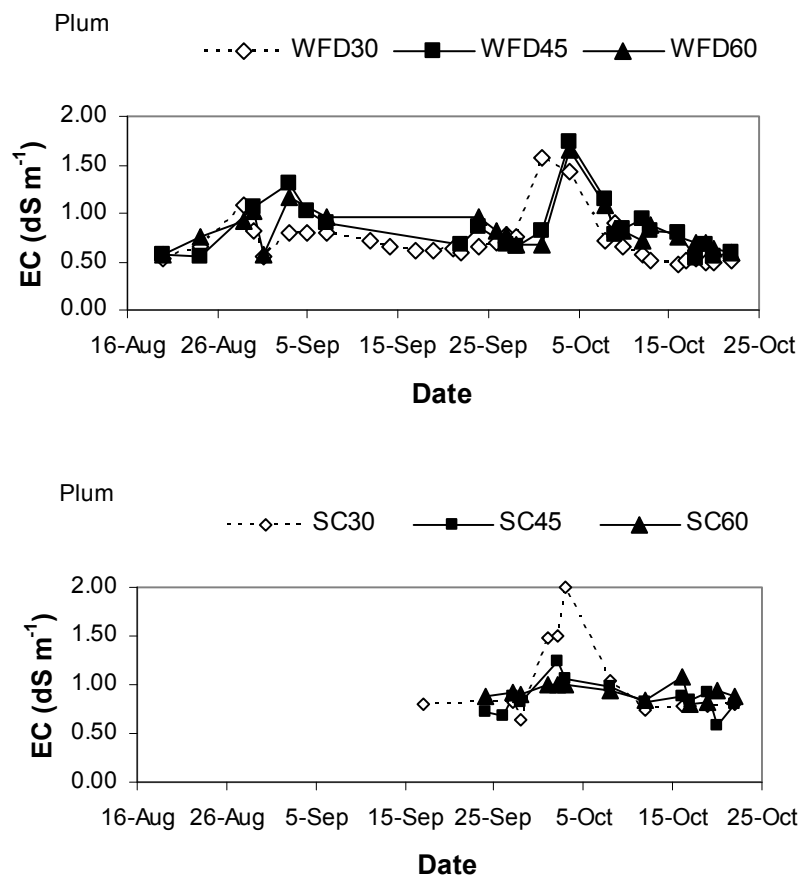 Plum
WFD30 WFD45 WFD60
2.00
1.50
1.00
0.50
0.00
EC (dS m-1)
16-Aug 26-Aug 5-Sep 15-Sep 25-Sep 5-Oct 15-Oct 25-Oct
Date
Plum
SC30 SC45 SC60
2.00
1.50
1.00
0.50
0.00
EC (dS m-1)
16-Aug 26-Aug 5-Sep 15-Sep 25-Sep 5-Oct 15-Oct 25-Oct
Date